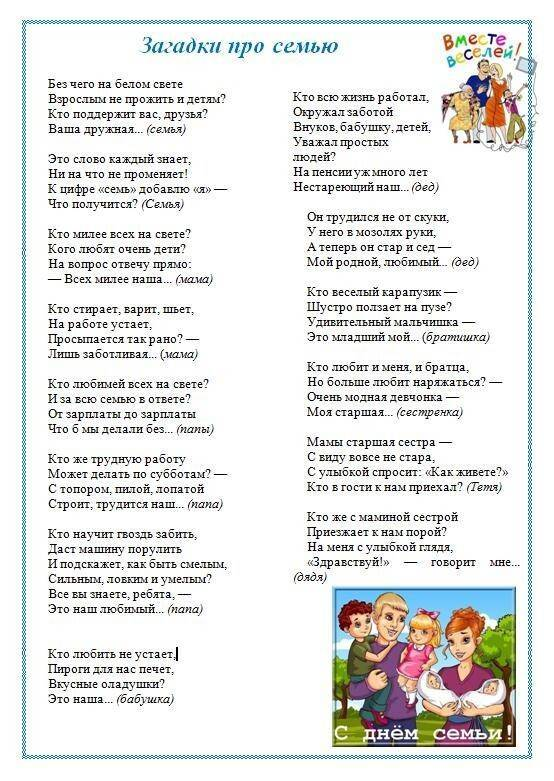 Загадки про семью
Вместе
веселей!
Без чего на белом свете
Взрослым не прожить и детям?
Кто поддержит вас, друзья?
Ваша дружная... (семья)
Это слово каждый знает,
Ни на что не променяет!
К цифре «семь» добавлю «я» —
Что получится? (Семья)
Кто милее всех на свете?
Кого любят очень дети?
На вопрос отвечу прямо:
— Всех милее наша... (мама)
Кто стирает, варит, шьет,
На работе устает,
Просыпается так рано? —
Лишь заботливая... (мама)
Кто любимей всех на свете?
И за всю семью в ответе?
От зарплаты до зарплаты
Что б мы делали без... (папы)
Кто же трудную работу
Может делать по субботам? —
С топором, пилой, лопатой
Строит, трудится наш... (папа)
Кто научит гвоздь забить,
Даст машину порулить
И подскажет, как быть смелым,
Сильным, ловким и умелым?
Все вы знаете, ребята, —
Это наш любимый... (папа)
Кто любить не устает,
Пироги для нас печет,
Вкусные оладушки?
Это наша... (бабушка)
Кто всю жизнь работал,
Окружал заботой
Внуков, бабушку, детей,
Уважал простых
людей?
На пенсии уж много лет
Нестареющий наш... (дед)
Он трудился не от скуки,
У него в мозолях руки,
А теперь он стар и сед —
Мой родной, любимый... (дед)
Кто веселый карапузик —
Шустро ползает на пузе?
Удивительный мальчишка —
Это младший мой... (братишка)
Кто любит и меня, и братца,
Но больше любит наряжаться? —
Очень модная девчонка —
Моя старшая... (сестренка)
Мамы старшая сестра —
С виду вовсе не стара,
С улыбкой спросит: «Как живете?»
Кто в гости к нам приехал? (Тетя)
Кто же с маминой сестрой
Приезжает к нам порой?
На меня с улыбкой глядя,
«Здравствуй!» — говорит мне...
(дядя)
С днём семьи!